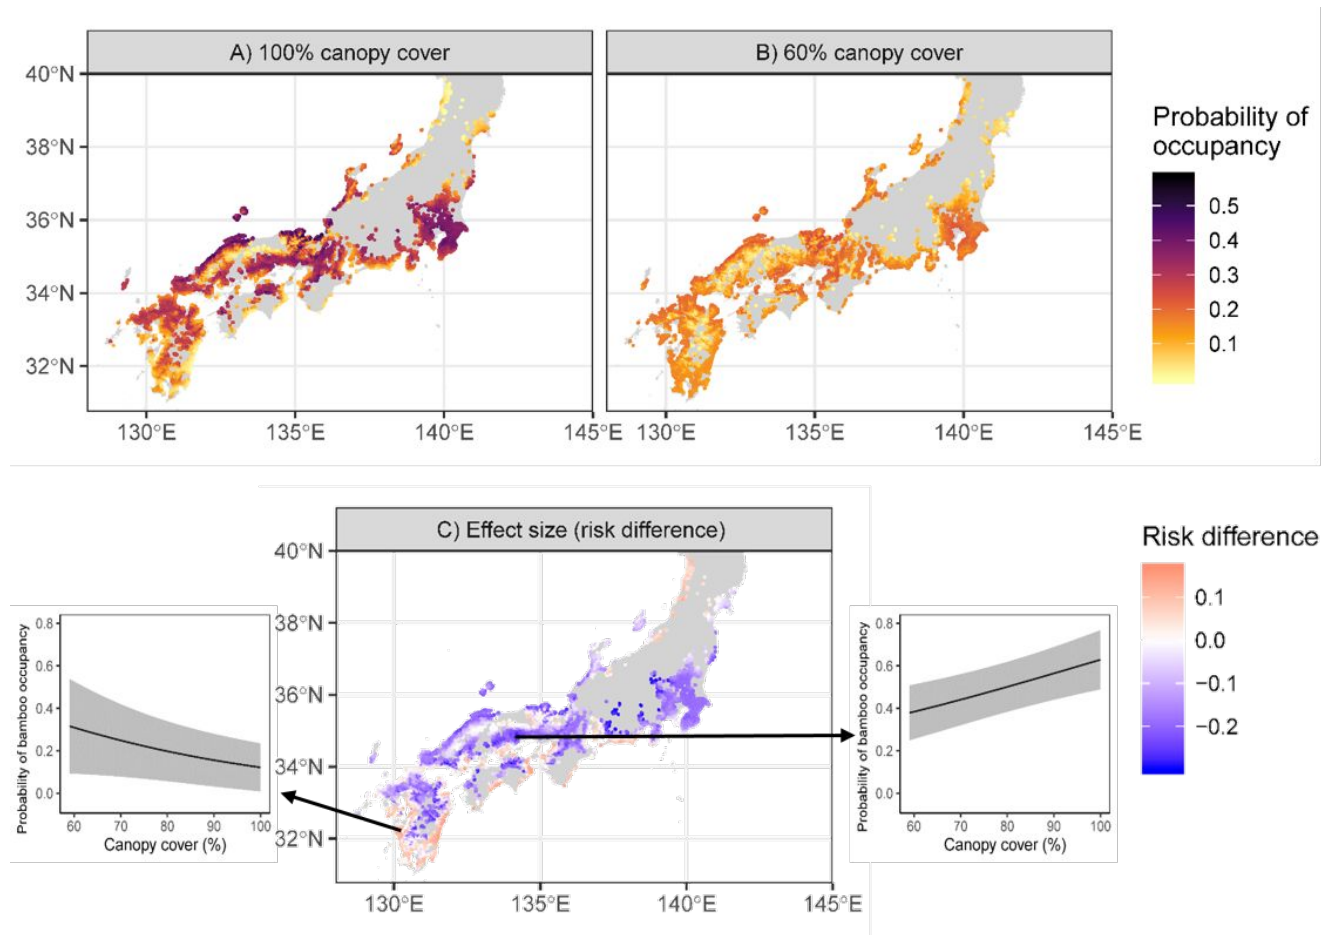 A) 100% canopy cover
B) 60% canopy cover
40°N
38°N
36°N
34°N
32°N
130°E
135°E
140°E
145°E
130°E
135°E
140°E
145°E
Probability of
occupancy
0.5
0.4
0.3
0.2
0.1
C) Effect size (risk difference)
40°N
38°N
36°N
34°N
32°N
130°E
135°E
140°E
145°E
Risk difference
0.1
0.0
−0.1
−0.2
Probability of bamboo occupancy
0.8
0.6
0.4
0.2
0.0
60
70
80
90
100
Canopy cover (%)
Probability of bamboo occupancy
0.8
0.6
0.4
0.2
0.0
60
70
80
90
100
Canopy cover (%)